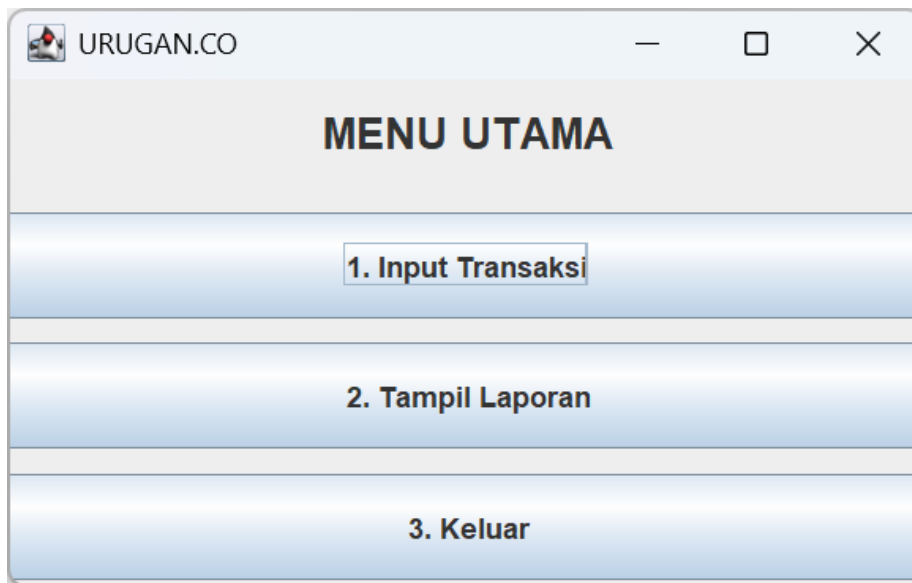 URUGAN.CO
MENU UTAMA
1. Input Transaksi
2. Tampil Laporan
3. Keluar